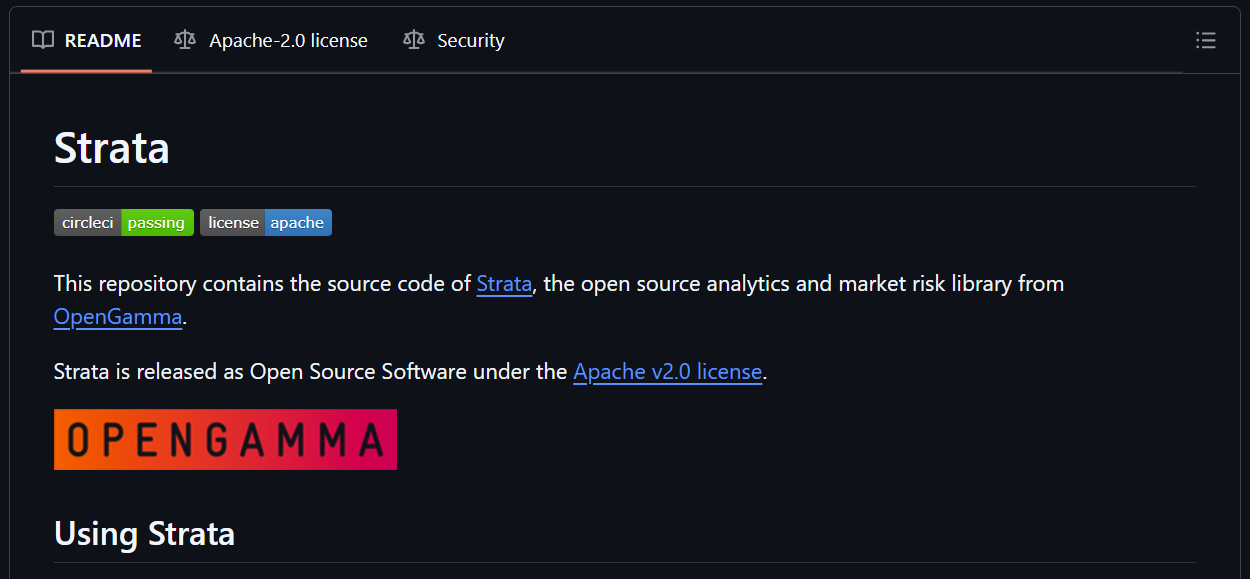 README Apache-2.0 license Security
Strata
circleci passing license apache
This repository contains the source code of Strata, the open source analytics and market risk library from
OpenGamma.
Strata is released as Open Source Software under the Apache v2.0 license.
OPENGAMMA
Using Strata